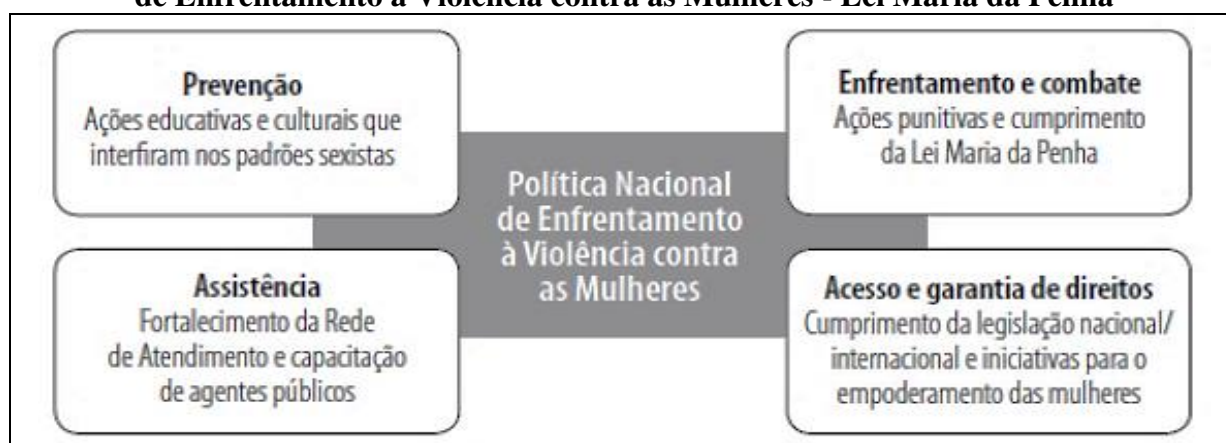 de Enfrentamento à Violência contra as Mulheres - Lei Maria da Penha
Prevenção
Ações educativas e culturais que
interfiram nos padrões sexistas
Enfrentamento e combate
Ações punitivas e cumprimento
da Lei Maria da Penha
Política Nacional
de Enfrentamento
à Violência contra
as Mulheres
Assistência
Fortalecimento da Rede
de Atendimento e capacitação
de agentes públicos
Acesso e garantia de direitos
Cumprimento da legislação nacional/
internacional e iniciativas para o
empoderamento das mulheres